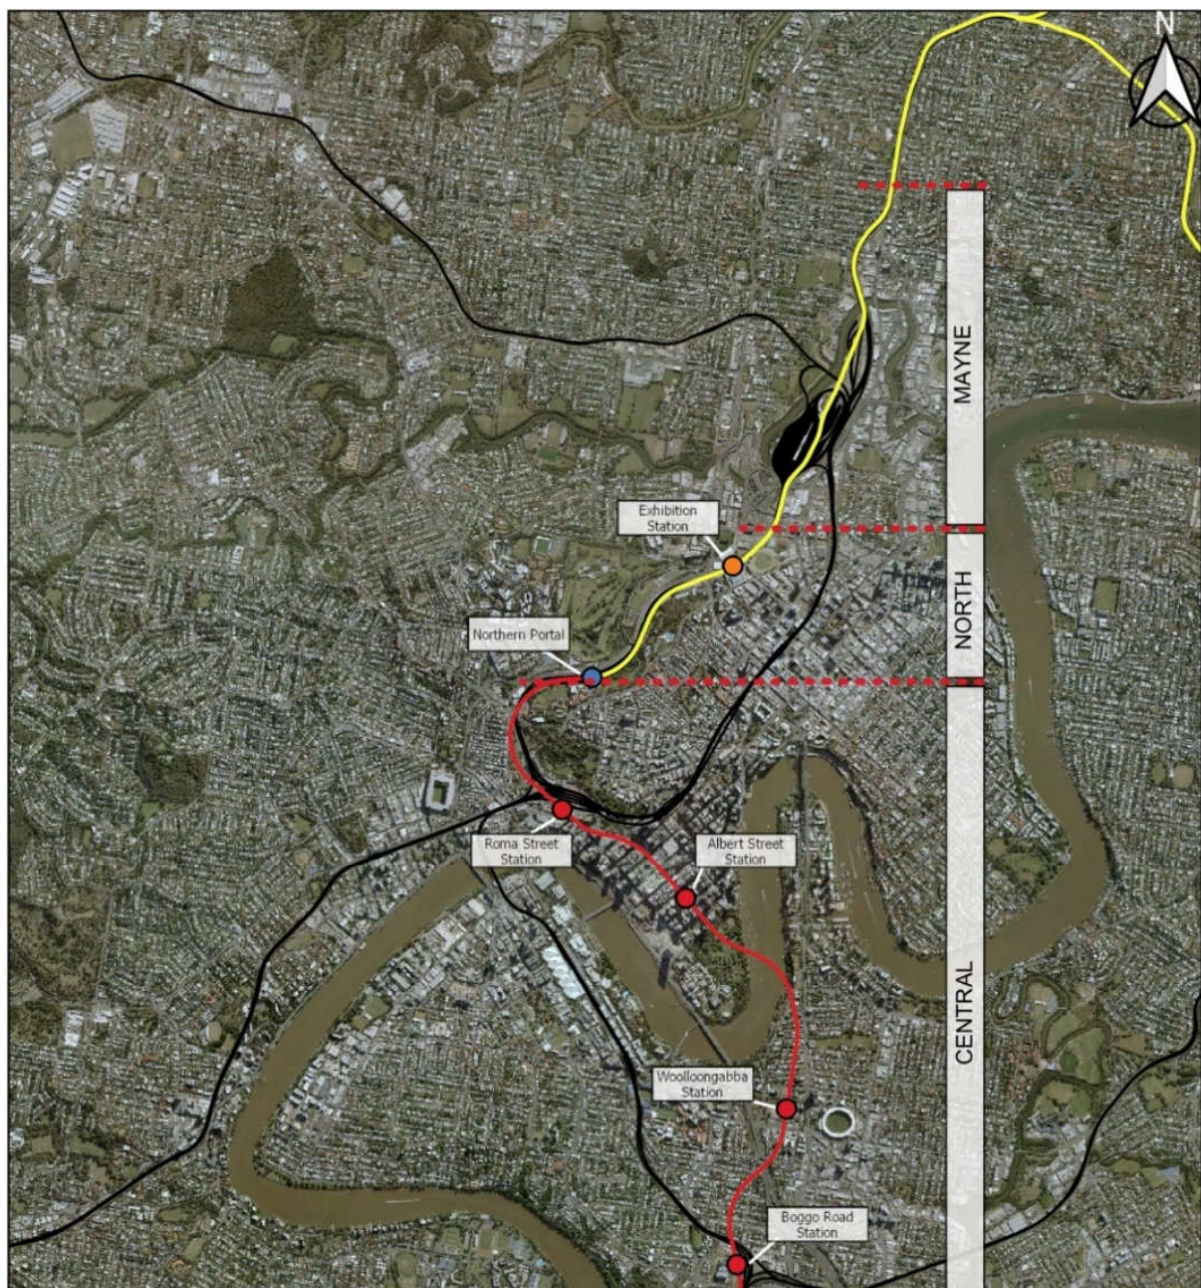 N
MAYNE
Exhibition
Station
NORTH
Northern Portal
Roma Street
Station
Albert Street
Station
CENTRAL
Woolloongabba
Station
Boggo Road
Station